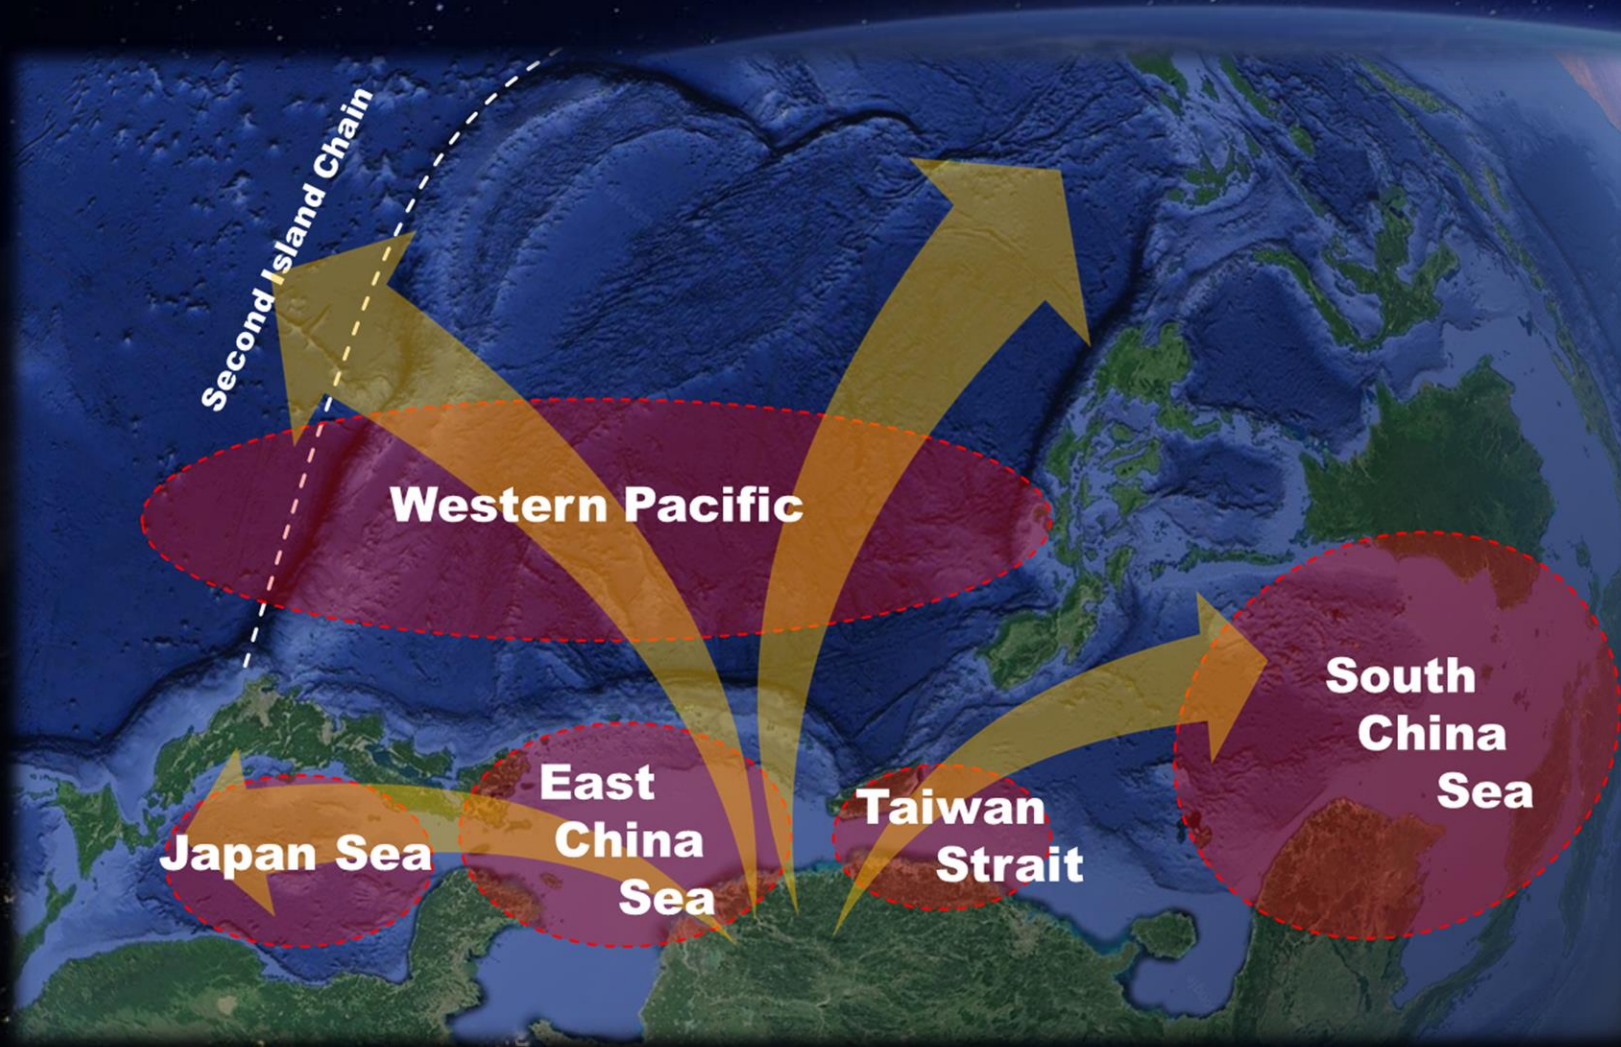 Second Island Chain
Western Pacific
East
China
Sea
Japan Sea
Taiwan
Strait
South
China
Sea